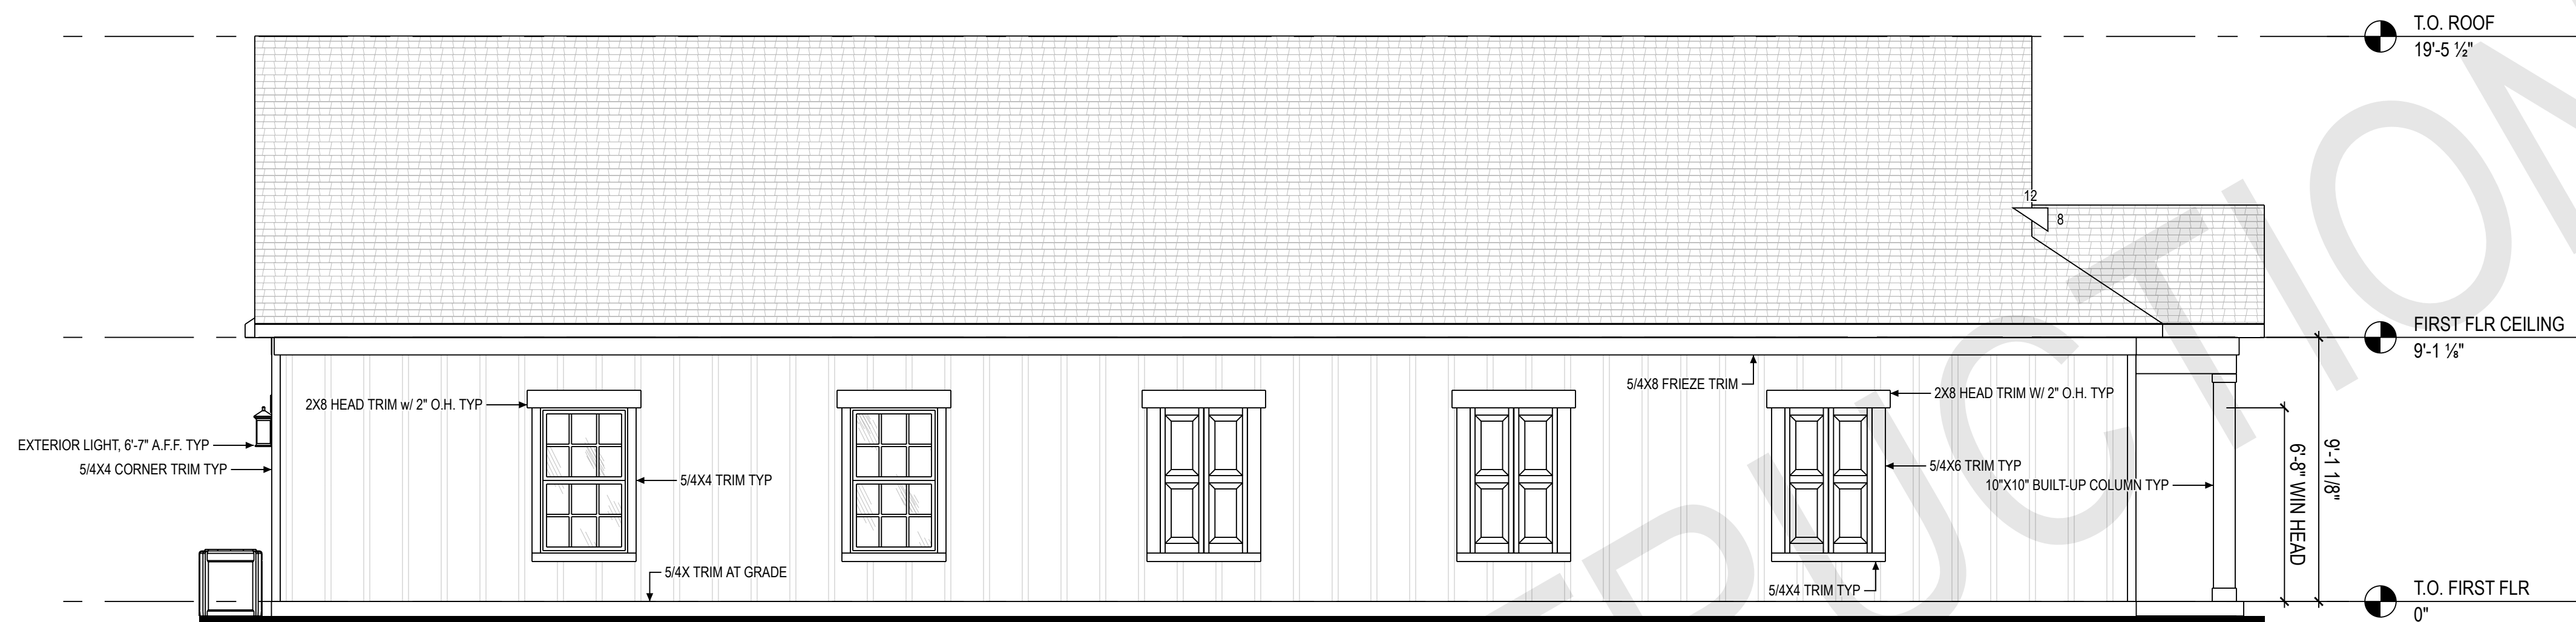 T.O. ROOF
19'-5 ½"
12
8
FIRST FLR CEILING
9'-1 ⅛"
5/4X8 FRIEZE TRIM
2X8 HEAD TRIM w/ 2" O.H. TYP
2X8 HEAD TRIM W/ 2" O.H. TYP
EXTERIOR LIGHT, 6'-7" A.F.F. TYP
5/4X4 CORNER TRIM TYP
5/4X4 TRIM TYP
5/4X6 TRIM TYP
10"X10" BUILT-UP COLUMN TYP
6'-8" WIN HEAD
9'-1 1/8"
5/4X TRIM AT GRADE
5/4X4 TRIM TYP
T.O. FIRST FLR
0"
TRUCTION